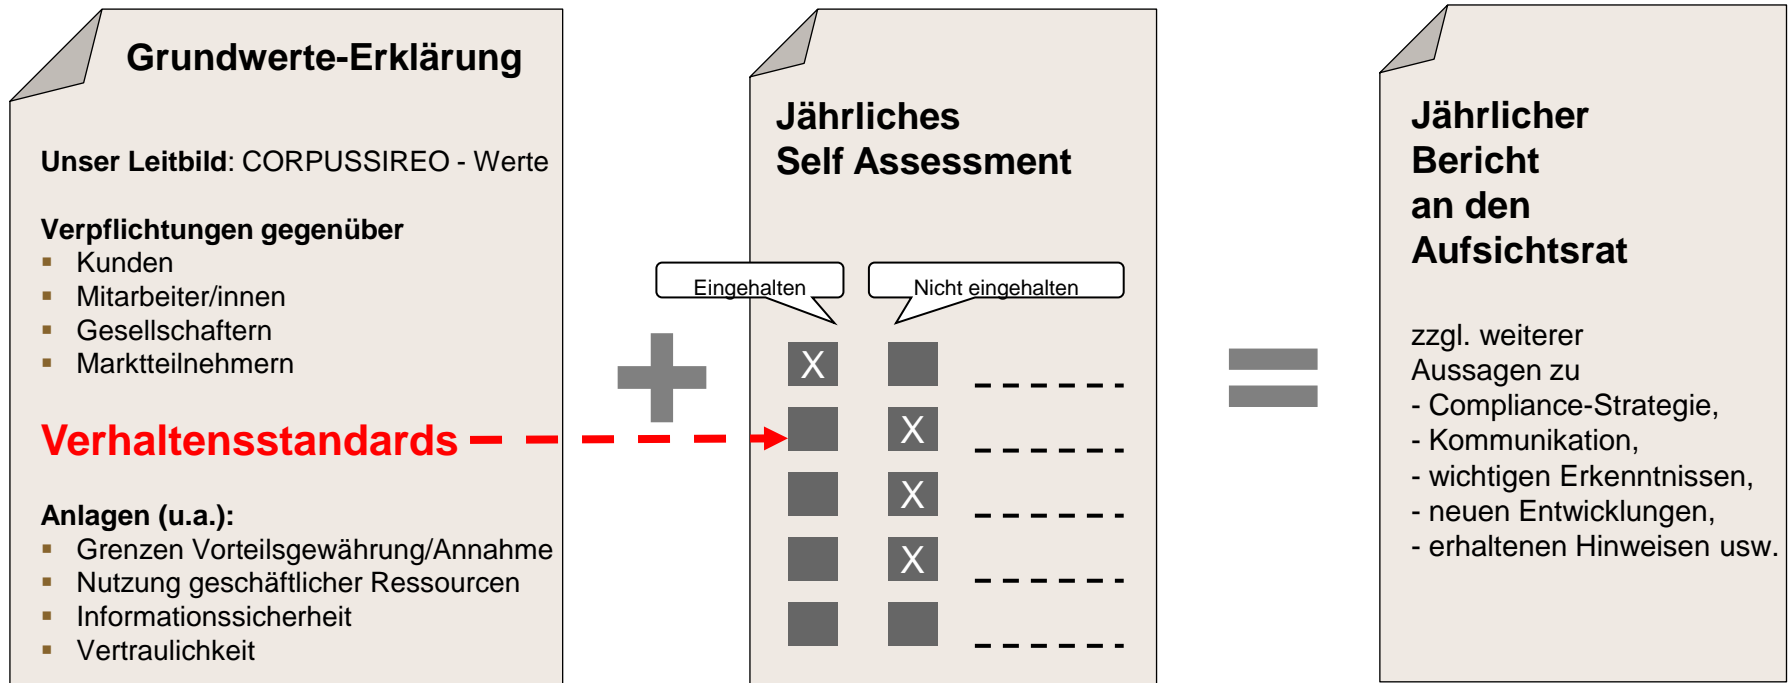 Grundwerte-Erklärung
Unser Leitbild: CORPUSSIREO - Werte
Verpflichtungen gegenüber
▪ Kunden
▪ Mitarbeiter/innen
▪ Gesellschaftern
▪ Marktteilnehmern
Verhaltensstandards
Anlagen (u.a.):
▪ Grenzen Vorteilsgewährung/Annahme
▪ Nutzung geschäftlicher Ressourcen
▪ Informationssicherheit
▪ Vertraulichkeit
+
Jährliches
Self Assessment
Eingehalten
Nicht eingehalten
X
X
X
X
=
Jährlicher
Bericht
an den
Aufsichtsrat
zzgl. weiterer
Aussagen zu
- Compliance-Strategie,
- Kommunikation,
- wichtigen Erkenntnissen,
- neuen Entwicklungen,
- erhaltenen Hinweisen usw.